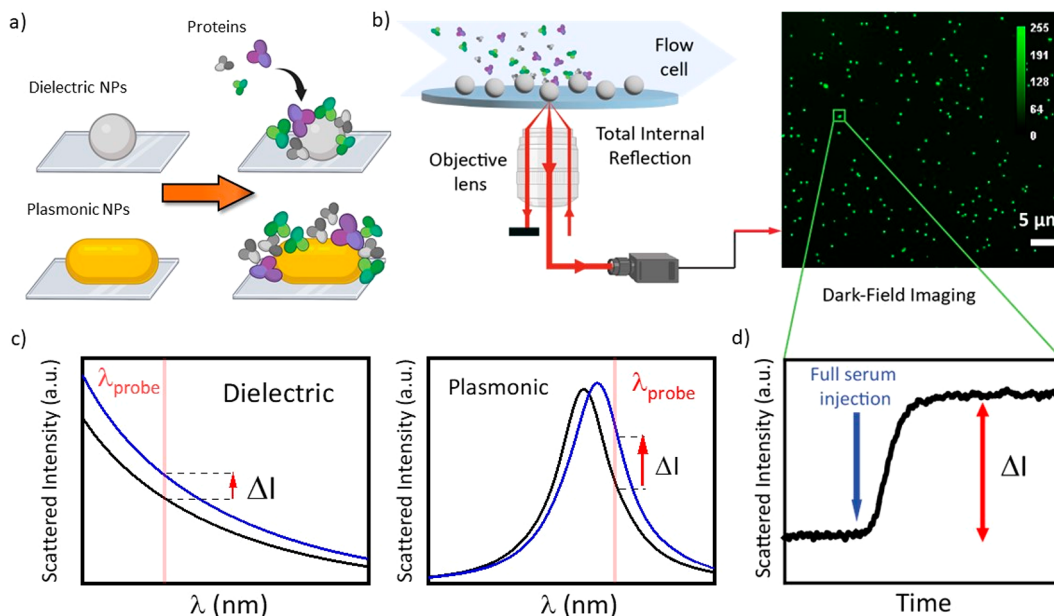 a)
Proteins
Dielectric NPs
Plasmonic NPs
b)
Flow
cell
Objective
lens
Total Internal
Reflection
255
191
128
64
0
5 μm
Dark-Field Imaging
c)
Scattered Intensity (a.u.)
λprobe
Dielectric
ΔI
λ (nm)
Scattered Intensity (a.u.)
Plasmonic
λprobe
ΔI
λ (nm)
d)
Scattered Intensity (a.u.)
Full serum
injection
ΔI
Time